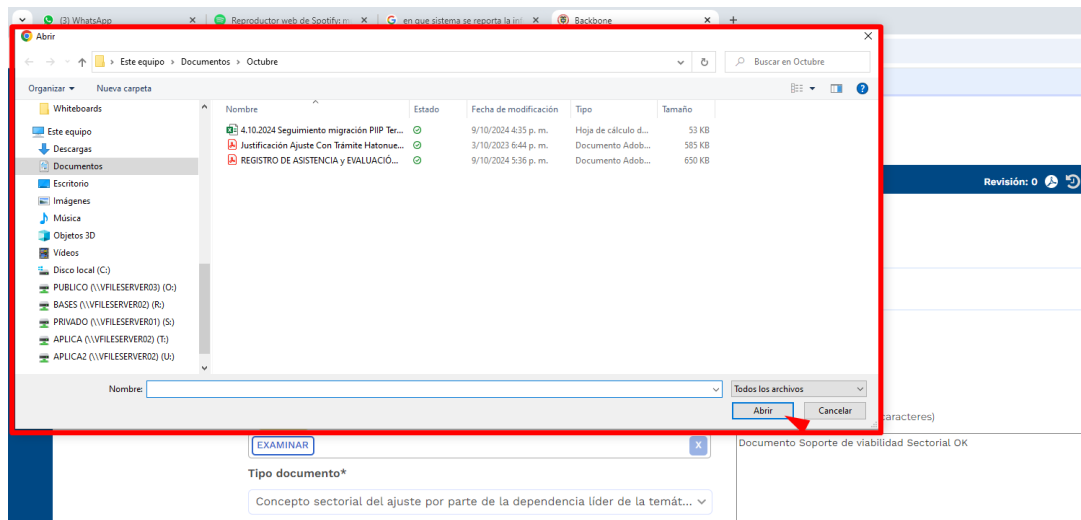 (3) WhatsApp
Reproductor web de Spotify: m
en que sistema se reporta la in
Backbone
Abrir
Este equipo > Documentos > Octubre
Buscar en Octubre
Organizar
Nueva carpeta
Whiteboards
Este equipo
Descargas
Documentos
Escritorio
Imágenes
Música
Objetos 3D
Vídeos
Disco local (C:)
PUBLICO (\\VFILESERVER03) (O:)
BASES (\\VFILESERVER02) (R:)
PRIVADO (\\VFILESERVER01) (S:)
APLICA (\\VFILESERVER02) (T:)
APLICA2 (\\VFILESERVER02) (U:)
Nombre Estado Fecha de modificación Tipo Tamaño
4.10.2024 Seguimiento migración PIIP Ter... 9/10/2024 4:35 p. m. Hoja de cálculo d... 53 KB
Justificación Ajuste Con Trámite Hatonue... 3/10/2023 6:44 p. m. Documento Adob... 585 KB
REGISTRO DE ASISTENCIA y EVALUACIÓ... 9/10/2024 5:36 p. m. Documento Adob... 650 KB
Nombre:
Todos los archivos
Abrir
Cancelar
Revisión: 0
caracteres)
EXAMINAR
X
Documento Soporte de viabilidad Sectorial OK
Tipo documento*
Concepto sectorial del ajuste por parte de la dependencia líder de la temát...